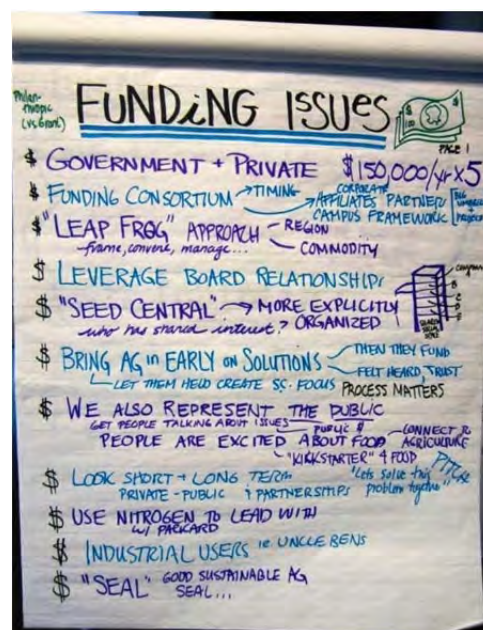 Philan-
thropic
(vs Grant)
FUNDiNG ISSUES
PAGE 1
$ GOVERNMENT + PRIVATE $150,000/yr x 5
$ FUNDING CONSORTIUM → TIMING
CORPORATE
AFFILIATES PARTNER/
CAMPUS FRAMEWORK
$ "LEAP FROG" APPROACH - REGION
frame, convene, manage...
COMMODITY
$ LEVERAGE BOARD RELATIONSHIPS
$ "SEED CENTRAL" → MORE EXPLICITLY
who has shared interest? ORGANIZED
$ BRING AG in EARLY on SOLUTIONS
THEN THEY FUND
FELT HEARD, TRUST
LET THEM HELD CREATE SC. FOCUS
PROCESS MATTERS
$ WE ALSO REPRESENT THE PUBLIC
GET PEOPLE TALKING ABOUT ISSUES
PUBLIC $
PEOPLE ARE EXCITED ABOUT FOOD
CONNECT to
AGRICULTURE
"KICKSTARTER" 4 FOOD
$ LOOK SHORT + LONG TERM
PRIVATE - PUBLIC PARTNERSHIPS
"Lets solve this
problem together"
$ USE NITROGEN to LEAD WITH
w/ PACKARD
$ INDUSTRIAL USERS ie UNCLE BENS
$ "SEAL" GOOD SUSTAINABLE AG
SEAL...